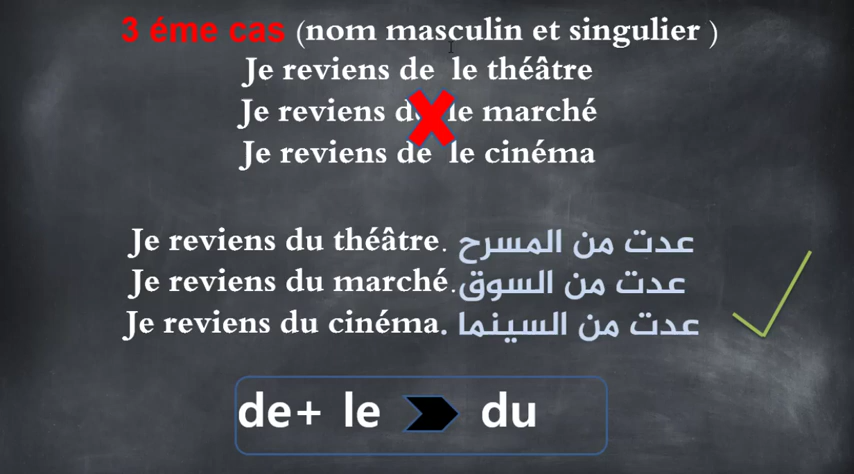 3 éme cas (nom masculin et singulier )
Je reviens de le théâtre
Je reviens de le marché
Je reviens de le cinéma
Je reviens du théâtre. عدت من المسرح
Je reviens du marché. عدت من السوق
Je reviens du cinéma. عدت من السينما
de+ le du